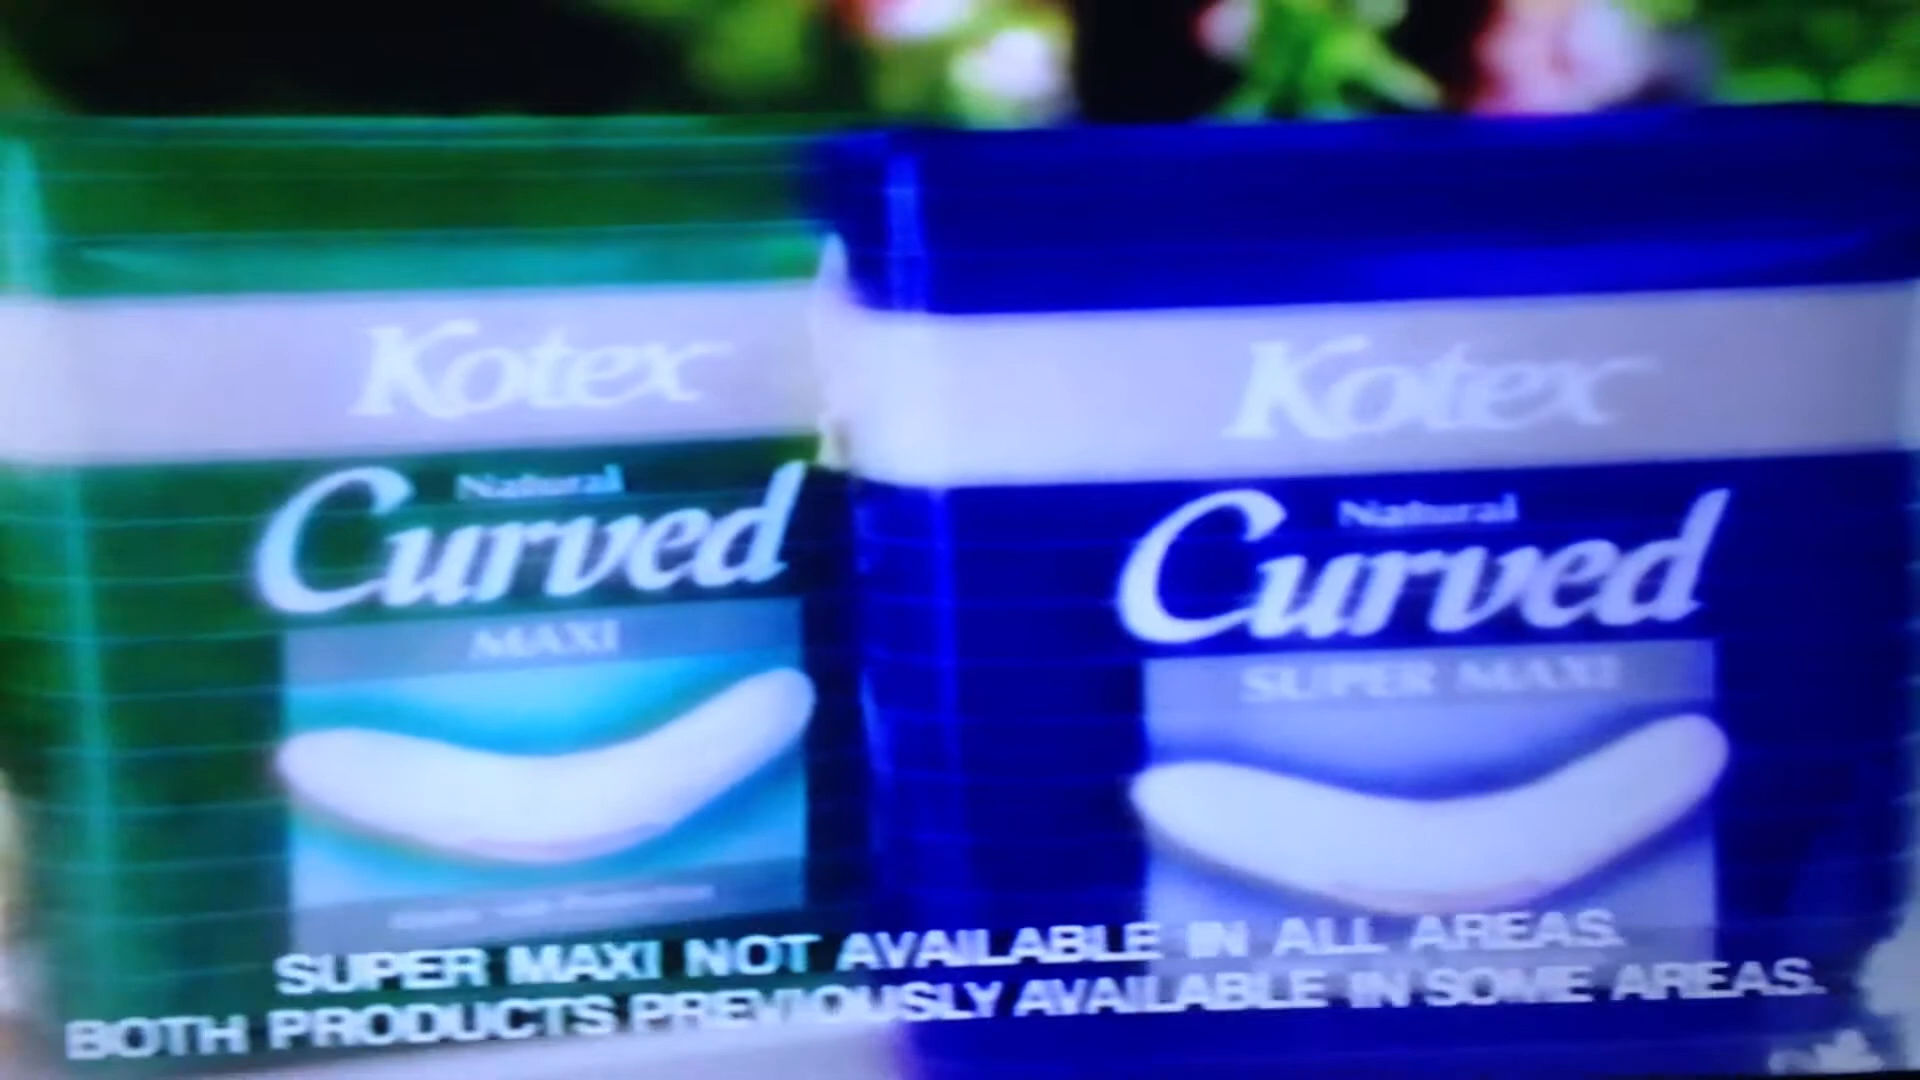 Kotex
Natural
Curved
MAXI
Kotex
Natural
Curved
SUPER MAXI
SUPER MAXI NOT AVAILABLE IN ALL AREAS.
BOTH PRODUCTS PREVIOUSLY AVAILABLE IN SOME AREAS.